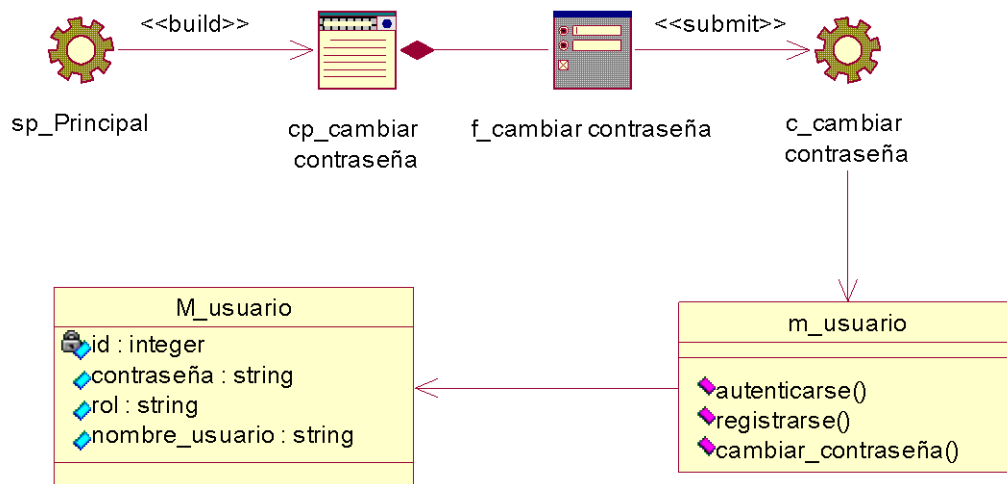 <<build>>
<<submit>>
sp_Principal
cp_cambiar
contraseña
f_cambiar contraseña
c_cambiar
contraseña
M_usuario
id : integer
contraseña : string
rol : string
nombre_usuario : string
m_usuario
autenticarse()
registrarse()
cambiar_contraseña()